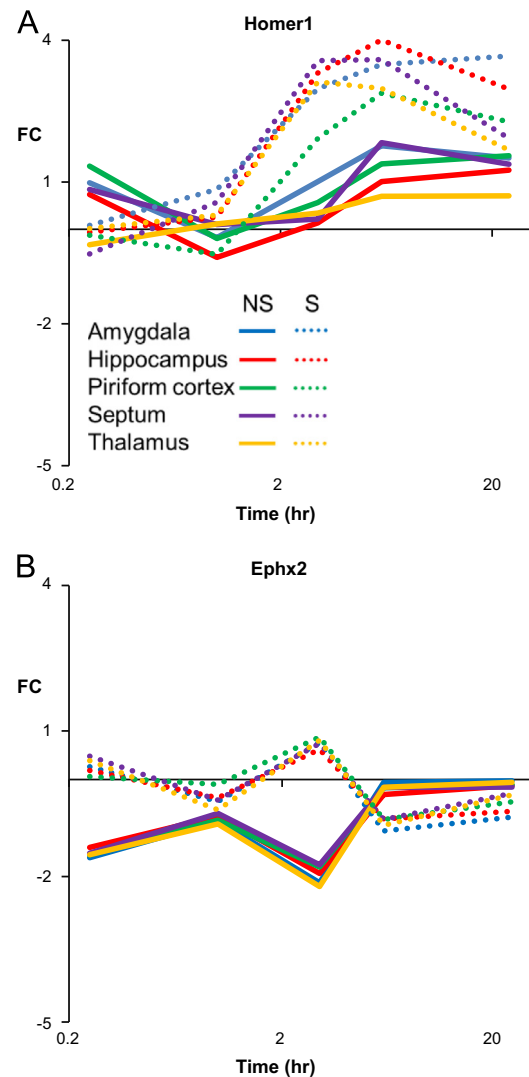 A
Homer1
4
FC
1
-2
NS S
Amygdala
Hippocampus
Piriform cortex
Septum
Thalamus
-5
0.2 2 20
Time (hr)
B
Ephx2
4
FC
1
-2
-5
0.2 2 20
Time (hr)